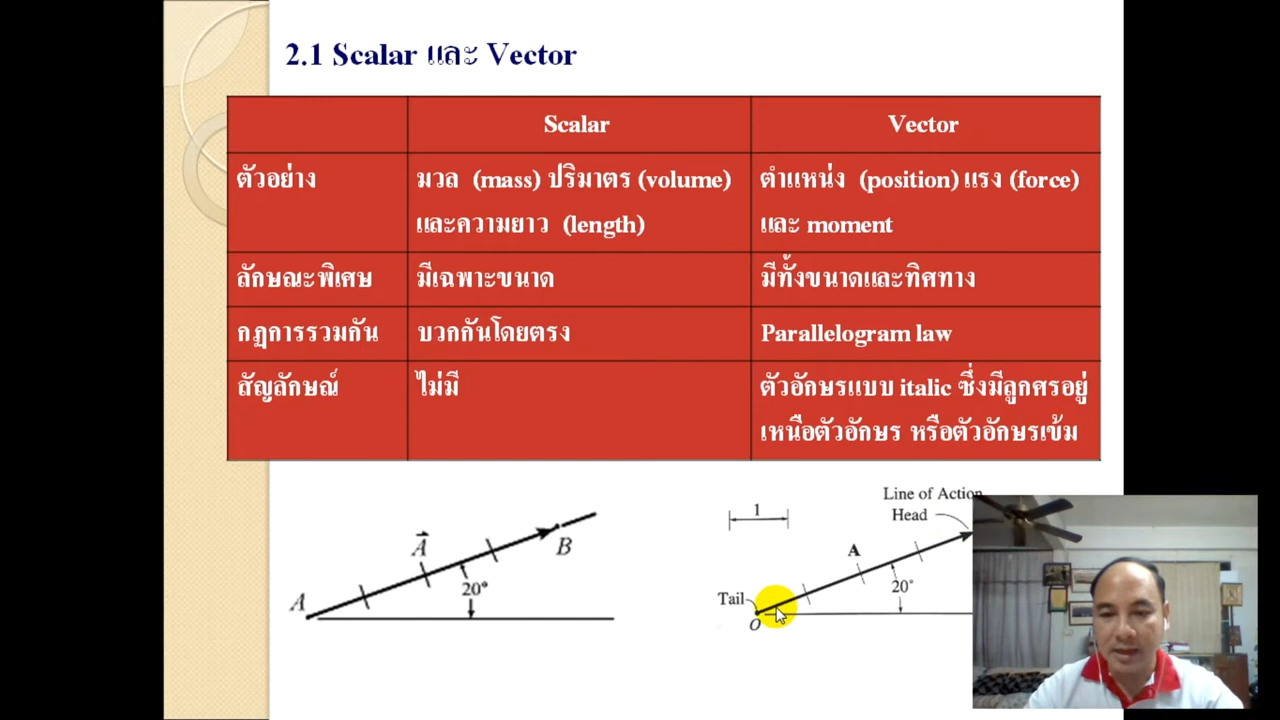 2.1 Scalar และ Vector
Scalar
Vector
ตัวอย่าง
มวล (mass) ปริมาตร (volume)
และความยาว (length)
ตำแหน่ง (position) แรง (force)
และ moment
ลักษณะพิเศษ
มีเฉพาะขนาด
มีทั้งขนาดและทิศทาง
กฏการรวมกัน
บวกกันโดยตรง
Parallelogram law
สัญลักษณ์
ไม่มี
ตัวอักษรแบบ italic ซึ่งมีลูกศรอยู่
เหนือตัวอักษร หรือตัวอักษรเข้ม
A
A
B
20°
1
Line of Action
Head
A
20°
Tail
O